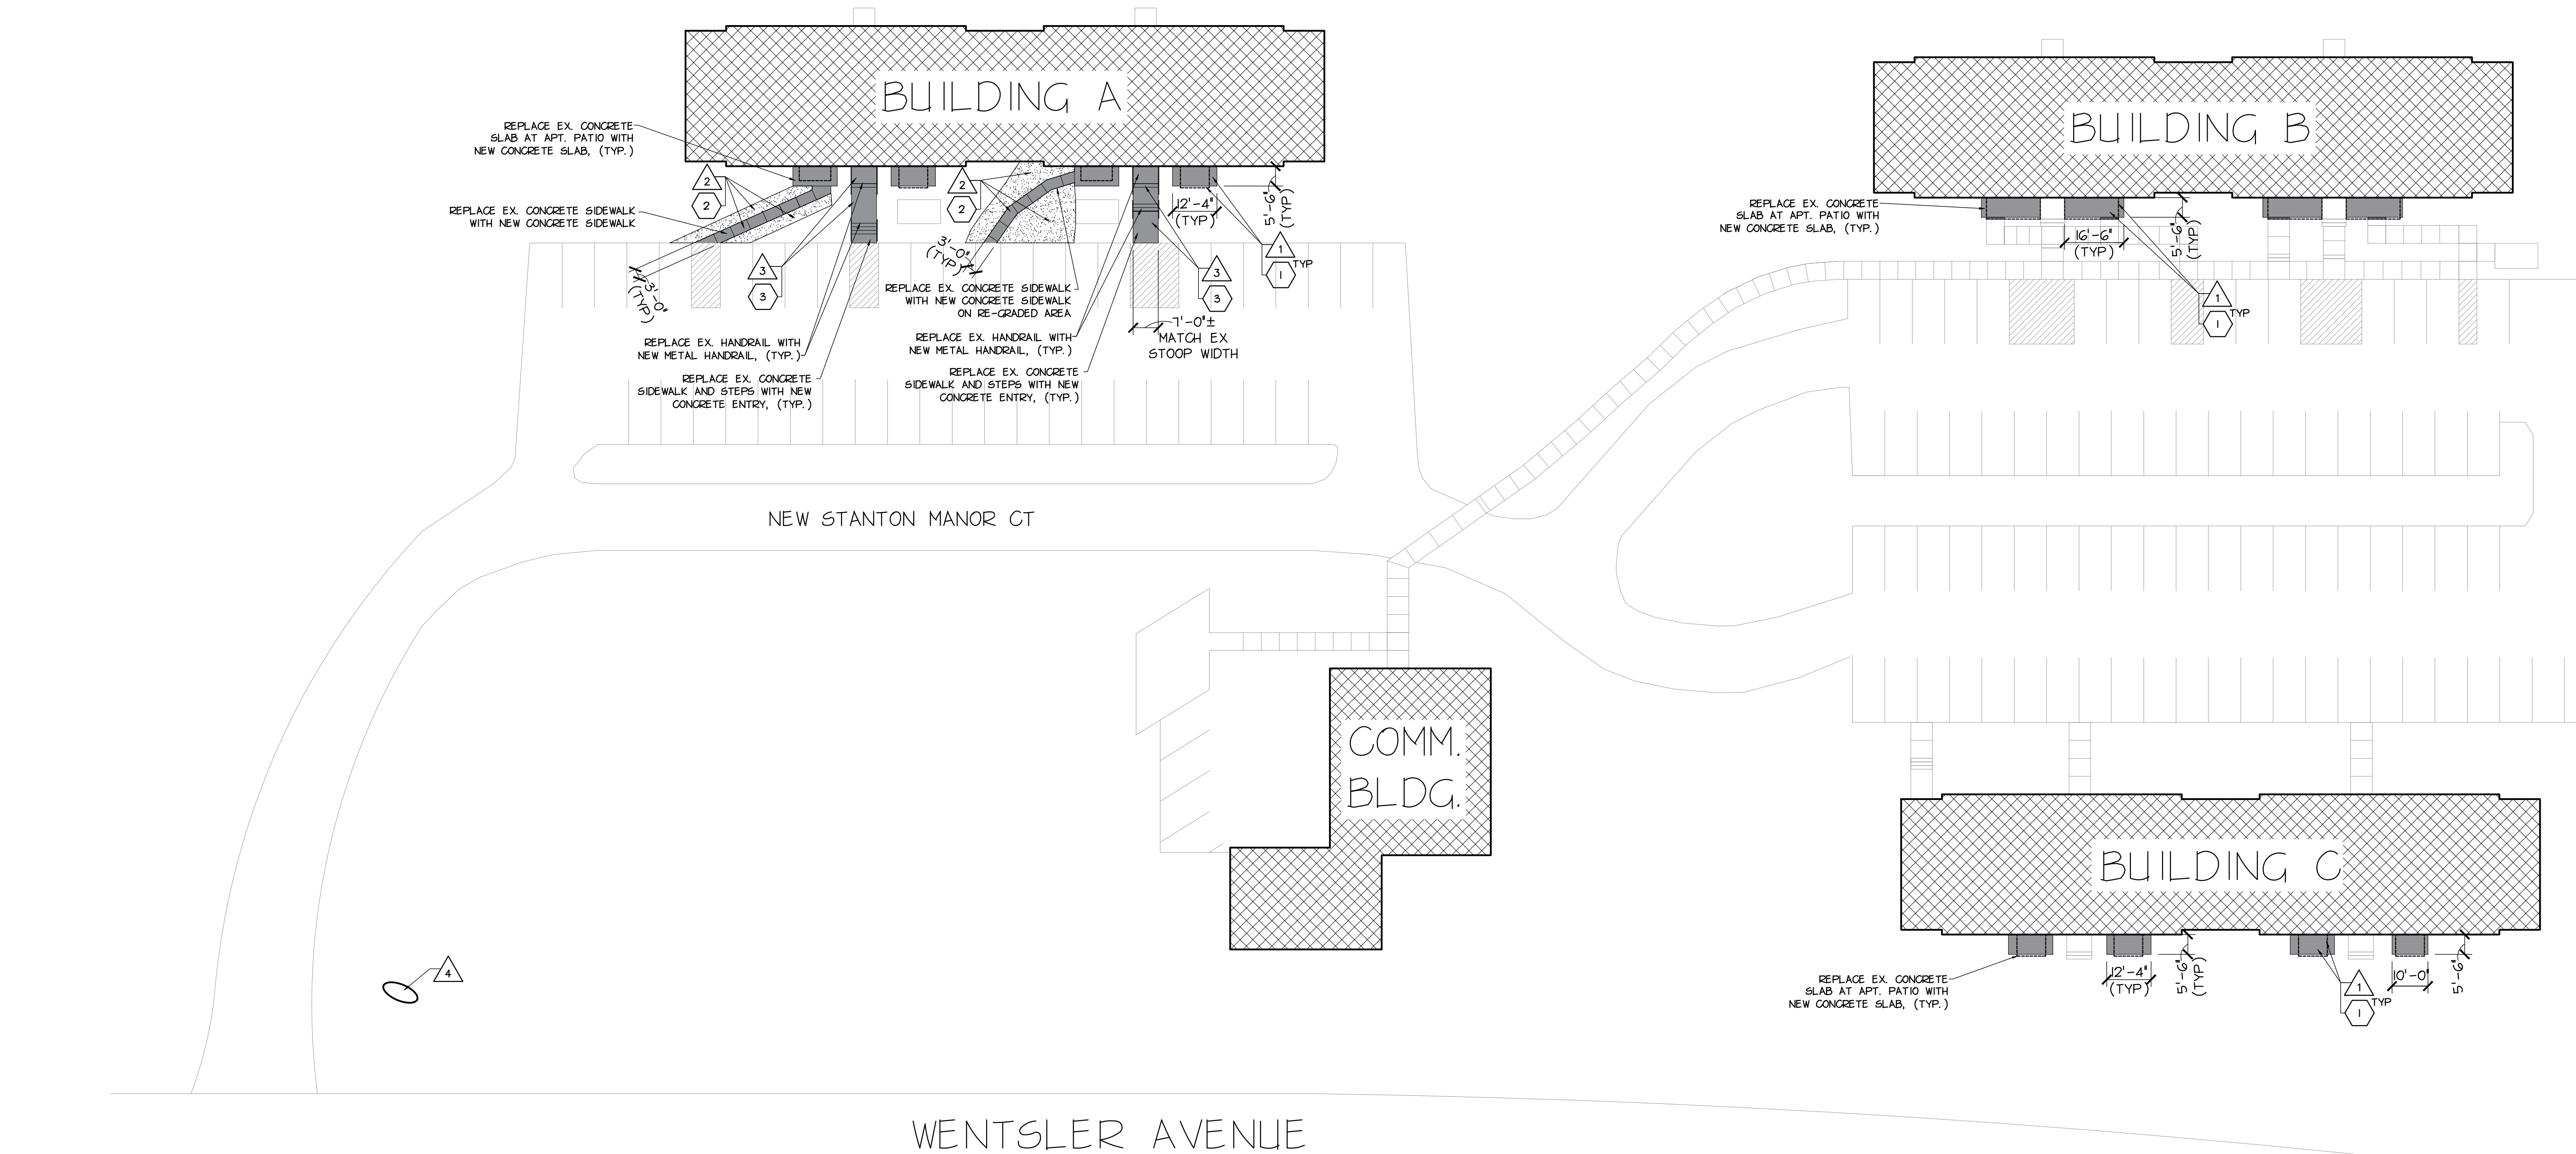 BUILDING A
REPLACE EX. CONCRETE
SLAB AT APT. PATIO WITH
NEW CONCRETE SLAB, (TYP.)
2
2
REPLACE EX. CONCRETE SIDEWALK
WITH NEW CONCRETE SIDEWALK
3'-0"
(TYP)
3
3
REPLACE EX. HANDRAIL WITH
NEW METAL HANDRAIL, (TYP.)
REPLACE EX. CONCRETE
SIDEWALK AND STEPS WITH NEW
CONCRETE ENTRY, (TYP.)
2
2
3'-0"
(TYP)
REPLACE EX. CONCRETE SIDEWALK
WITH NEW CONCRETE SIDEWALK
ON RE-GRADED AREA
REPLACE EX. HANDRAIL WITH
NEW METAL HANDRAIL, (TYP.)
REPLACE EX. CONCRETE
SIDEWALK AND STEPS WITH NEW
CONCRETE ENTRY, (TYP.)
12'-4"
(TYP)
5'-6"
(TYP)
1
TYP
1
3
3
7'-0"±
MATCH EX
STOOP WIDTH
BUILDING B
REPLACE EX. CONCRETE
SLAB AT APT. PATIO WITH
NEW CONCRETE SLAB, (TYP.)
16'-6"
(TYP)
5'-6"
(TYP)
1
TYP
1
NEW STANTON MANOR CT
COMM.
BLDG.
BUILDING C
REPLACE EX. CONCRETE
SLAB AT APT. PATIO WITH
NEW CONCRETE SLAB, (TYP.)
12'-4"
(TYP)
5'-6"
(TYP)
1
TYP
1
10'-0"
5'-6"
4
WENTSLER AVENUE